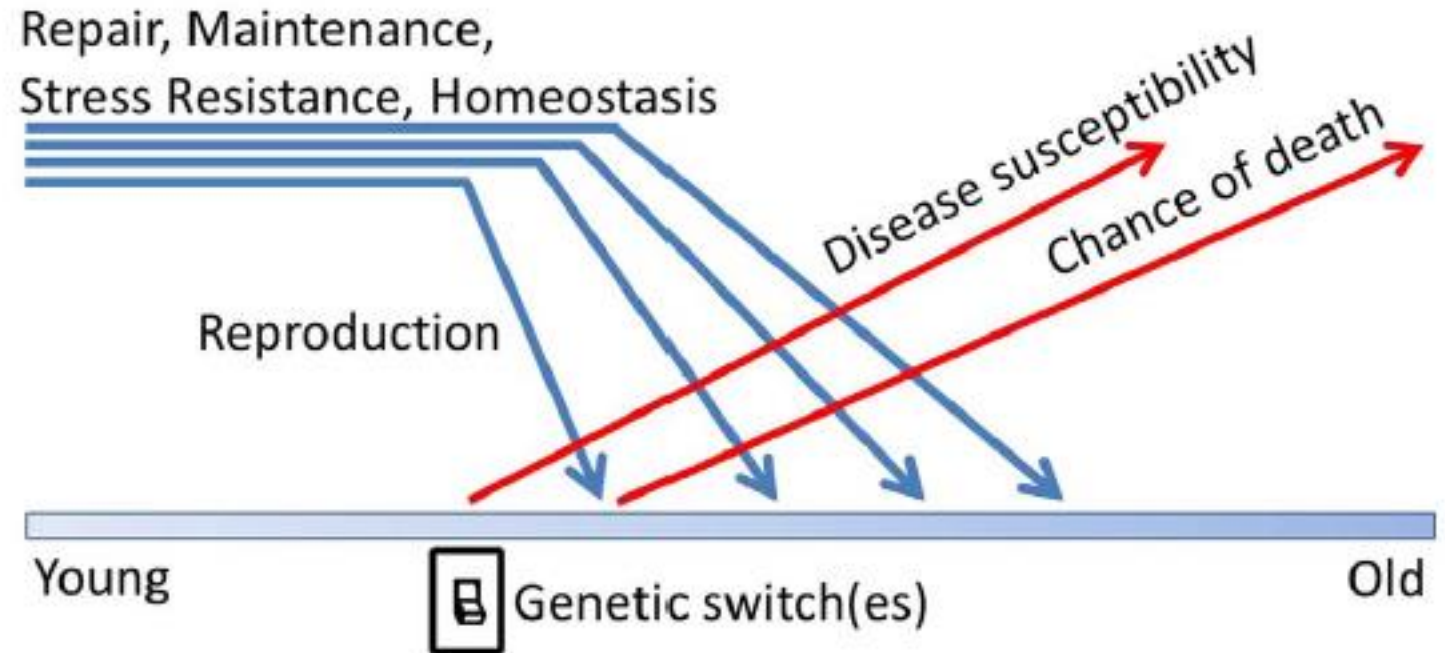 Repair, Maintenance,
Stress Resistance, Homeostasis
Disease susceptibility
Chance of death
Reproduction
Young
Old
Genetic switch(es)